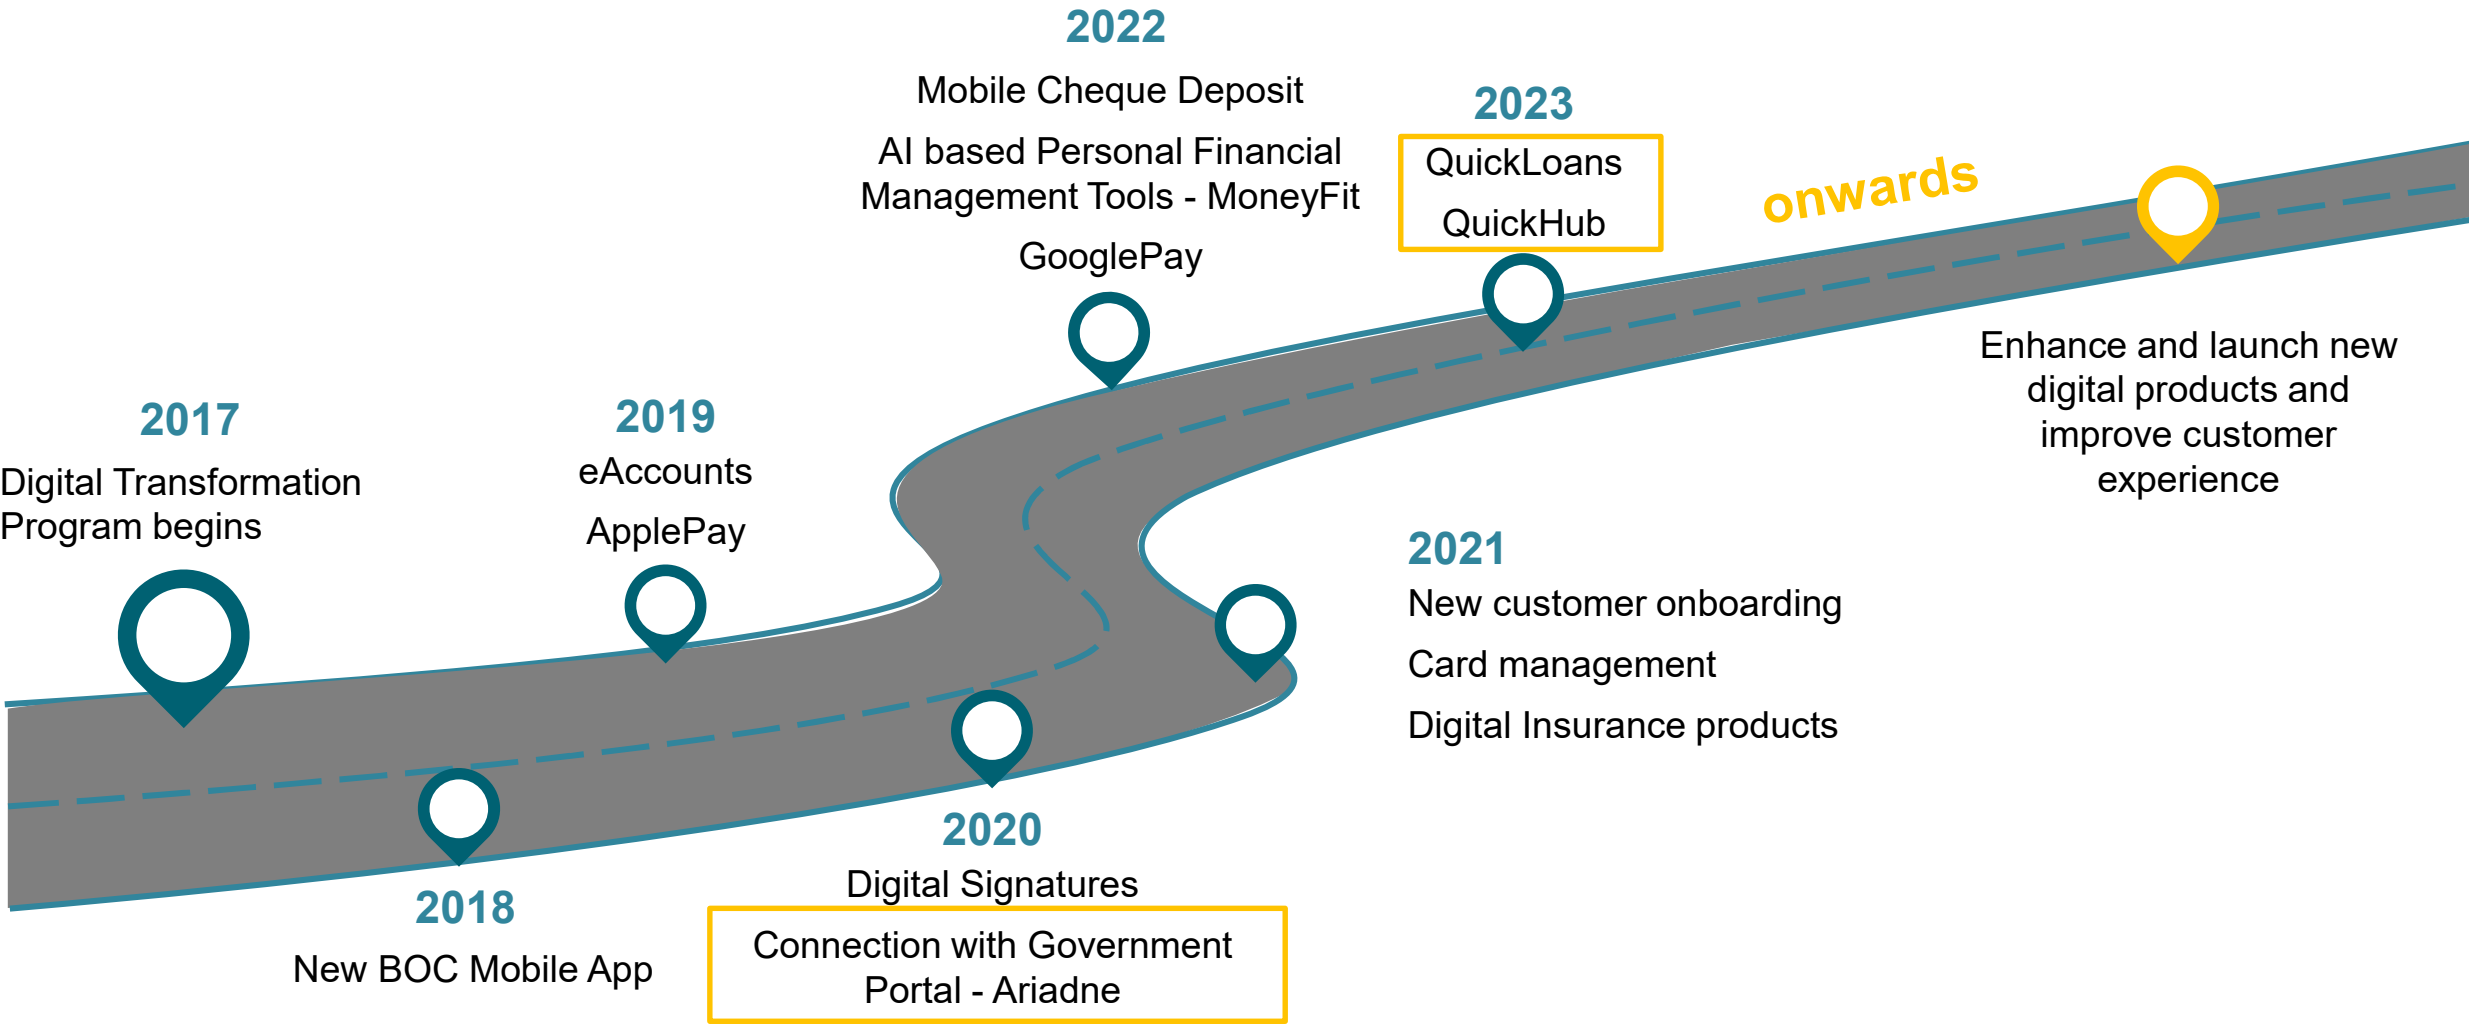 2017
Digital Transformation
Program begins
2018
New BOC Mobile App
2019
eAccounts
ApplePay
2020
Digital Signatures
Connection with Government
Portal - Ariadne
2021
New customer onboarding
Card management
Digital Insurance products
2022
Mobile Cheque Deposit
AI based Personal Financial
Management Tools - MoneyFit
GooglePay
2023
QuickLoans
QuickHub
onwards
Enhance and launch new
digital products and
improve customer
experience